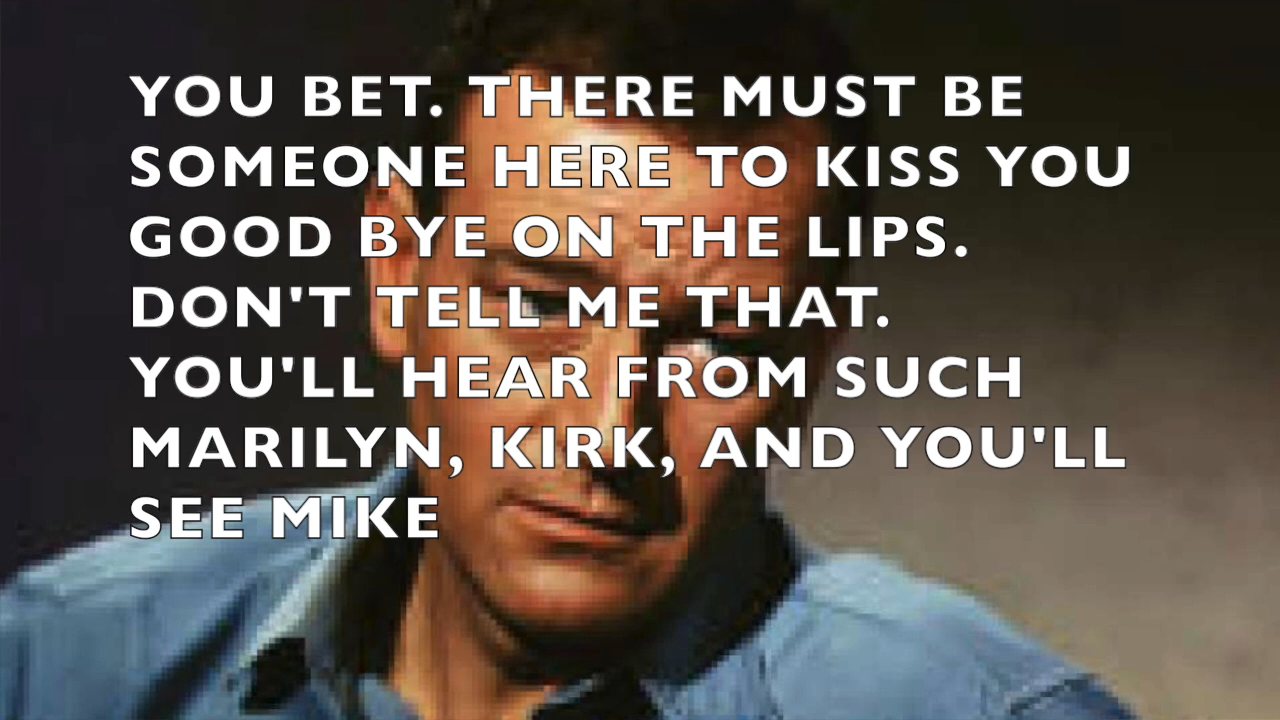 YOU BET. THERE MUST BE
SOMEONE HERE TO KISS YOU
GOOD BYE ON THE LIPS.
DON'T TELL ME THAT.
YOU'LL HEAR FROM SUCH
MARILYN, KIRK, AND YOU'LL
SEE MIKE